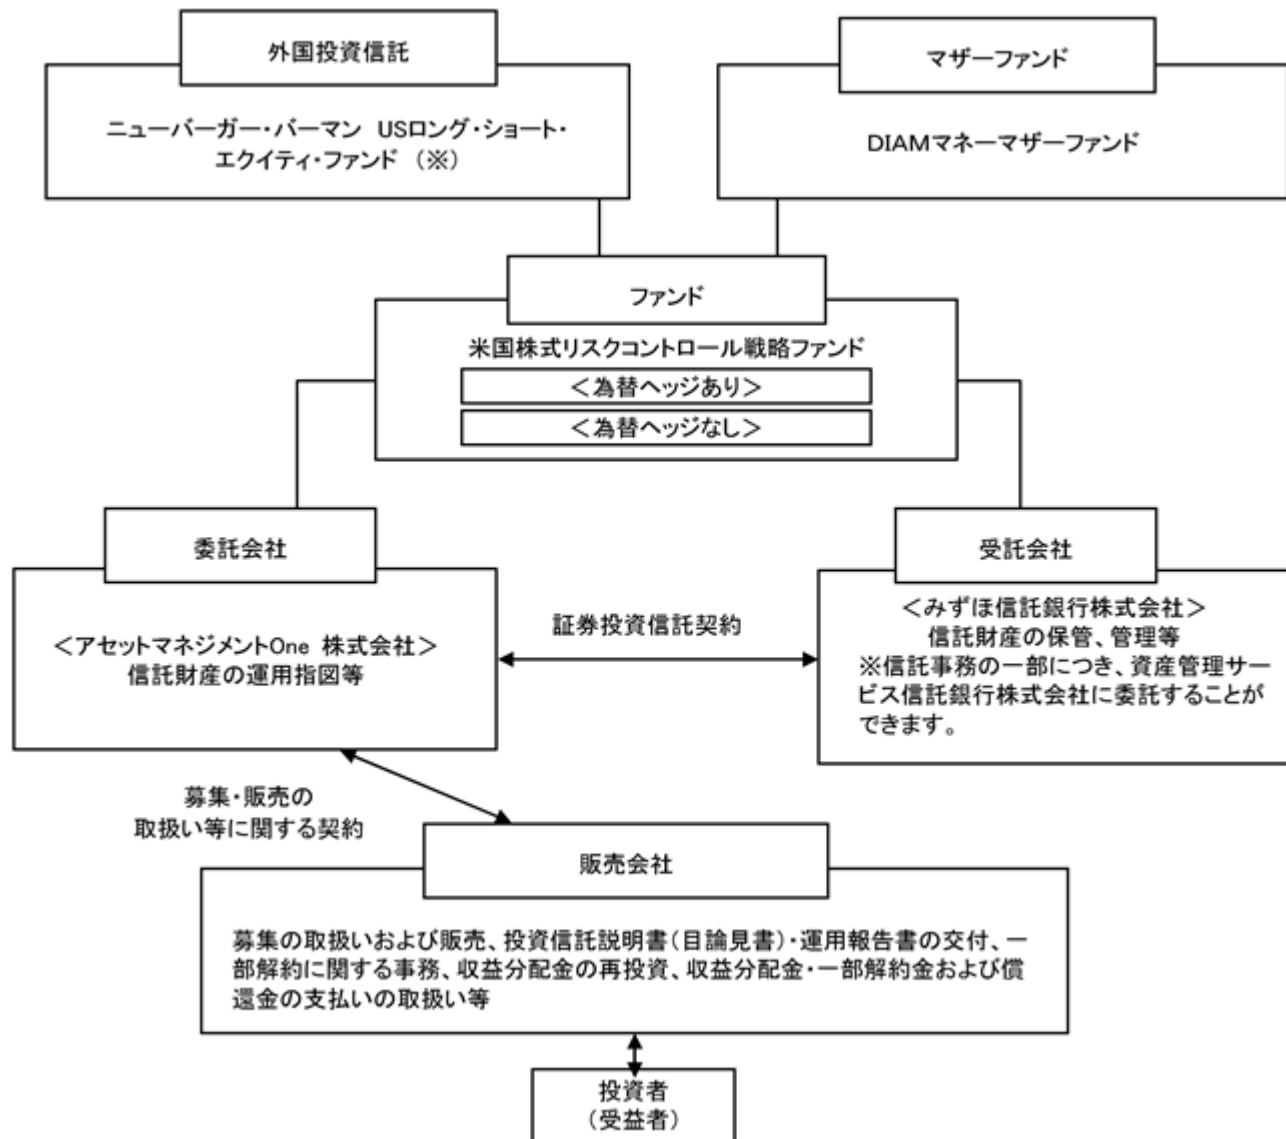 外国投資信託
ニューバーガー・バーマン USロング・ショート・
エクイティ・ファンド (※)
マザーファンド
DIAMマネーマザーファンド
ファンド
米国株式リスクコントロール戦略ファンド
<為替ヘッジあり>
<為替ヘッジなし>
委託会社
<アセットマネジメントOne 株式会社>
信託財産の運用指図等
証券投資信託契約
受託会社
<みずほ信託銀行株式会社>
信託財産の保管、管理等
※信託事務の一部につき、資産管理サー
ビス信託銀行株式会社に委託することが
できます。
募集・販売の
取扱い等に関する契約
販売会社
募集の取扱いおよび販売、投資信託説明書(目論見書)・運用報告書の交付、一
部解約に関する事務、収益分配金の再投資、収益分配金・一部解約金および償
還金の支払いの取扱い等
投資者
(受益者)